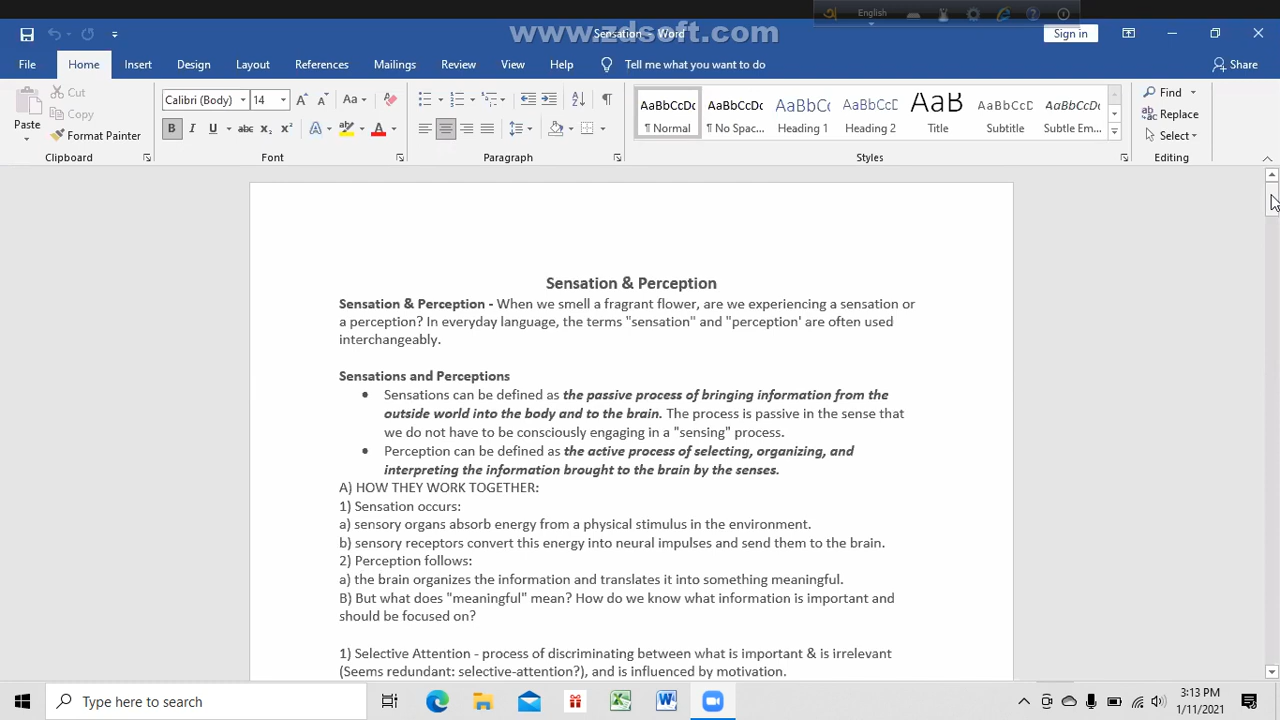 English
www.zdsoft.com
Sensation - Word
Sign in
File Home Insert Design Layout References Mailings Review View Help Tell me what you want to do Share
Paste
Cut
Copy
Format Painter
Clipboard
Calibri (Body) 14 Aa
B I U abc x₂ x² A A
Font
Paragraph
AaBbCcDc AaBbCcDc AaBbCc AaBbCcD AaB AaBbCcD AaBbCcDc
¶ Normal ¶ No Spac... Heading 1 Heading 2 Title Subtitle Subtle Em...
Styles
Find
Replace
Select
Editing
Sensation & Perception
Sensation & Perception - When we smell a fragrant flower, are we experiencing a sensation or
a perception? In everyday language, the terms "sensation" and "perception' are often used
interchangeably.
Sensations and Perceptions
• Sensations can be defined as the passive process of bringing information from the
outside world into the body and to the brain. The process is passive in the sense that
we do not have to be consciously engaging in a "sensing" process.
• Perception can be defined as the active process of selecting, organizing, and
interpreting the information brought to the brain by the senses.
A) HOW THEY WORK TOGETHER:
1) Sensation occurs:
a) sensory organs absorb energy from a physical stimulus in the environment.
b) sensory receptors convert this energy into neural impulses and send them to the brain.
2) Perception follows:
a) the brain organizes the information and translates it into something meaningful.
B) But what does "meaningful" mean? How do we know what information is important and
should be focused on?
1) Selective Attention - process of discriminating between what is important & is irrelevant
(Seems redundant: selective-attention?), and is influenced by motivation.
Type here to search
3:13 PM
1/11/2021